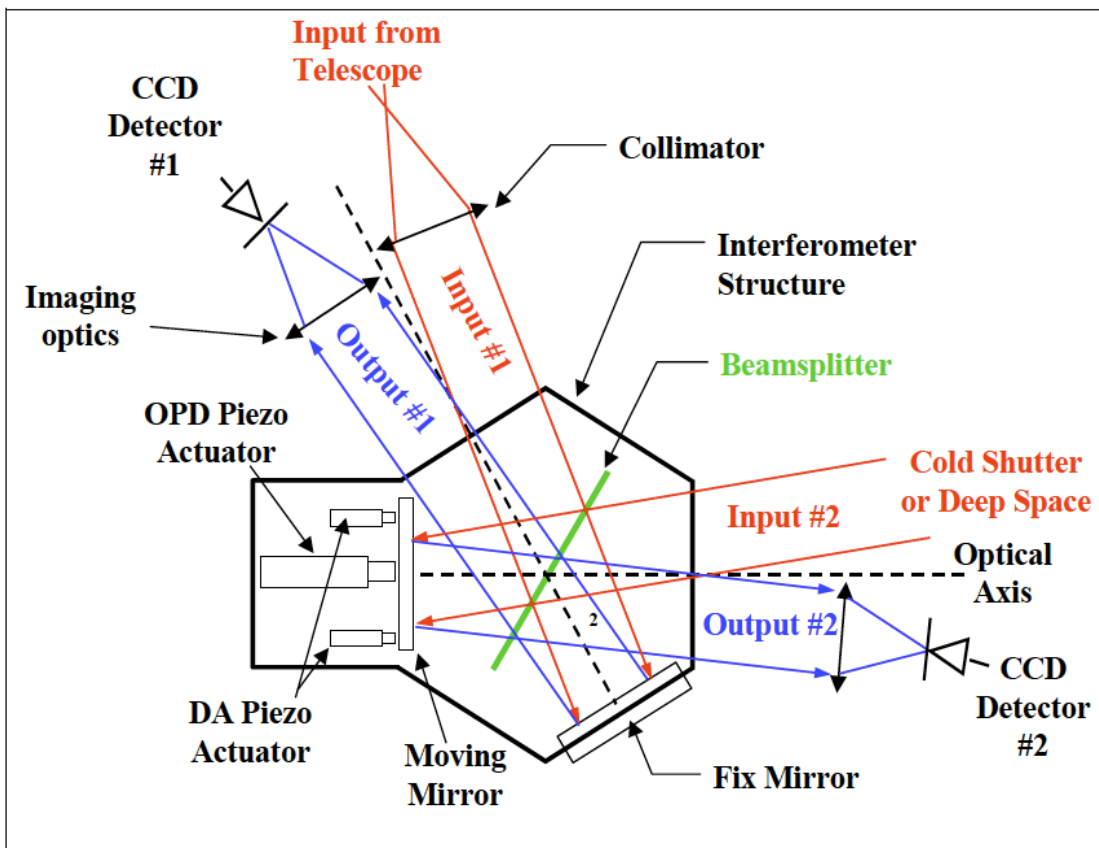 Input from
Telescope
CCD
Detector
#1
Collimator
Interferometer
Structure
Imaging
optics
Input #1
Output #1
Beamsplitter
OPD Piezo
Actuator
Cold Shutter
or Deep Space
Input #2
Optical
Axis
2
Output #2
CCD
Detector
#2
DA Piezo
Actuator
Moving
Mirror
Fix Mirror